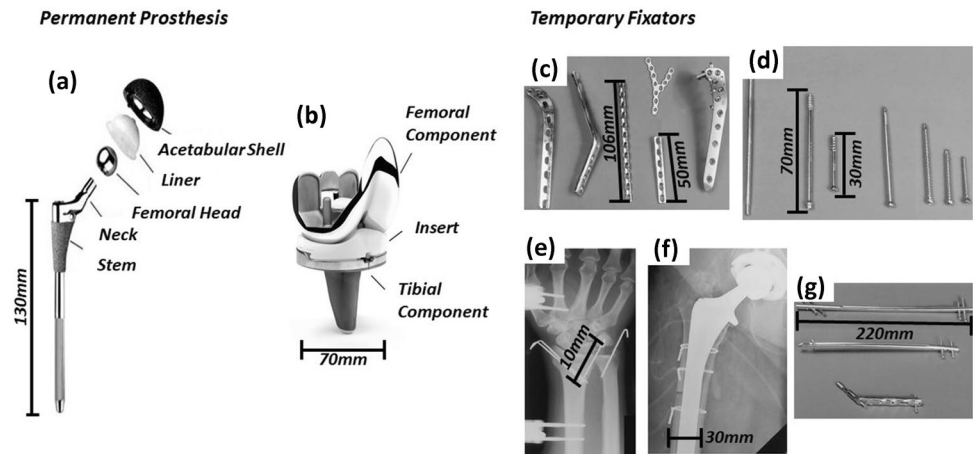 Permanent Prosthesis
Temporary Fixators
(a)
Acetabular Shell
Liner
Femoral Head
Neck
Stem
130mm
(b)
Femoral
Component
Insert
Tibial
Component
70mm
(c)
106mm
50mm
(d)
70mm
30mm
(e)
10mm
(f)
30mm
(g)
220mm